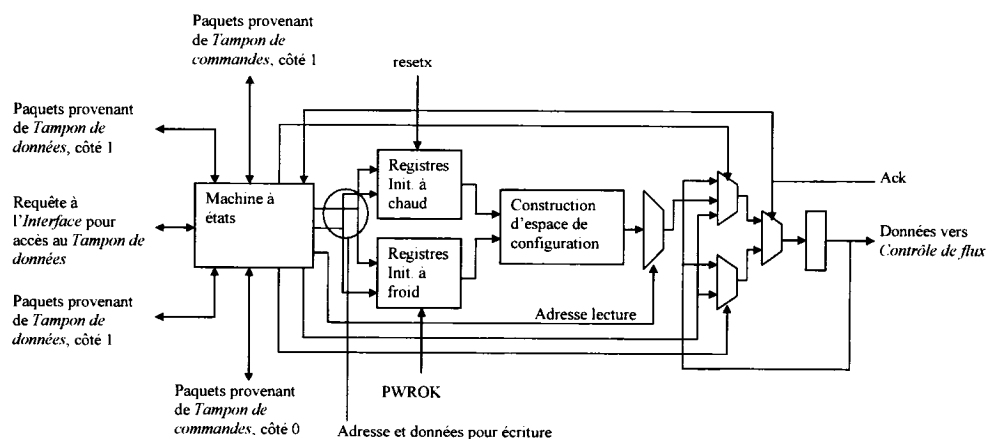 Paquets provenant
de Tampon de
commandes, côté 1
resetx
Paquets provenant
de Tampon de
données, côté 1
Requête à
l'Interface pour
accès au Tampon de
données
Paquets provenant
de Tampon de
données, côté 1
Machine à
états
Registres
Init. à
chaud
Registres
Init. à
froid
Construction
d'espace de
configuration
Adresse lecture
Ack
Données vers
Contrôle de flux
PWROK
Paquets provenant
de Tampon de
commandes, côté 0
Adresse et données pour écriture